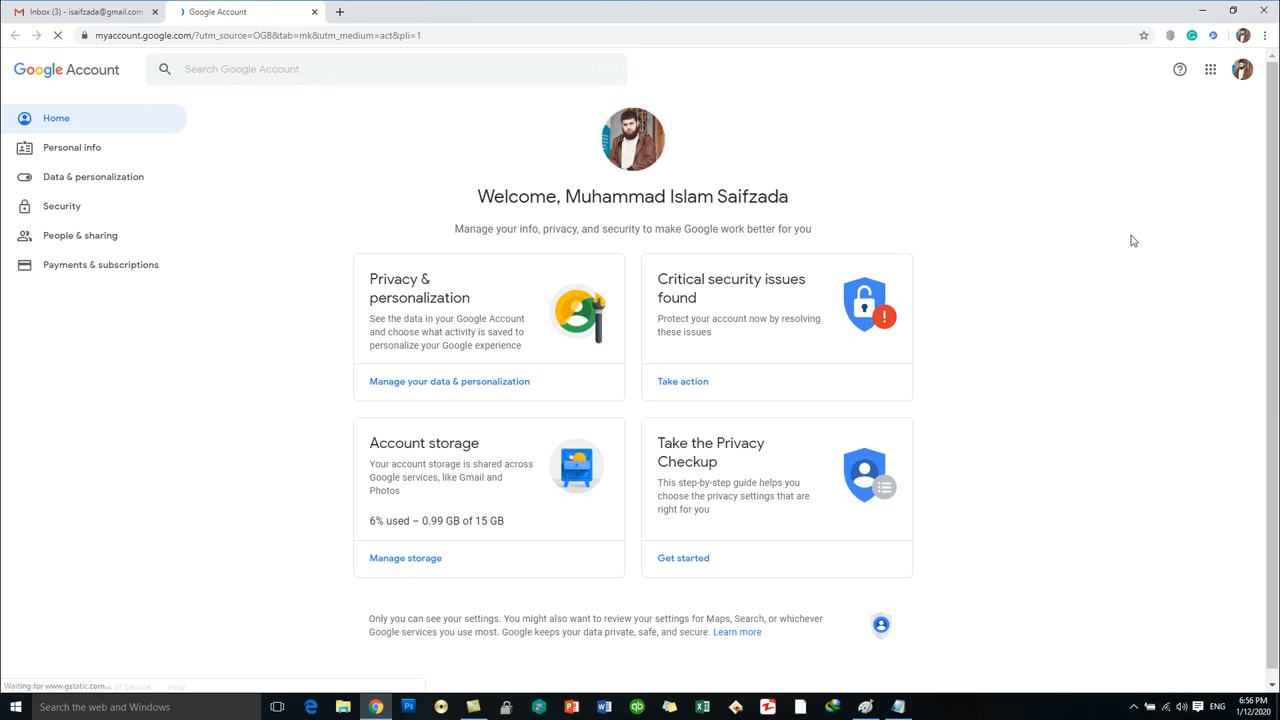 Inbox (3) - isaifzada@gmail.com
Google Account
myaccount.google.com/?utm_source=OGB&tab=mk&utm_medium=act&pli=1
Google Account
Search Google Account
Home
Personal info
Data & personalization
Security
People & sharing
Payments & subscriptions
Welcome, Muhammad Islam Saifzada
Manage your info, privacy, and security to make Google work better for you
Privacy &
personalization
See the data in your Google Account
and choose what activity is saved to
personalize your Google experience
Manage your data & personalization
Critical security issues
found
Protect your account now by resolving
these issues
Take action
Account storage
Your account storage is shared across
Google services, like Gmail and
Photos
6% used – 0.99 GB of 15 GB
Manage storage
Take the Privacy
Checkup
This step-by-step guide helps you
choose the privacy settings that are
right for you
Get started
Only you can see your settings. You might also want to review your settings for Maps, Search, or whichever
Google services you use most. Google keeps your data private, safe, and secure. Learn more
Waiting for www.gstatic.com... of Service Help
Search the web and Windows
ENG
6:56 PM
1/12/2020